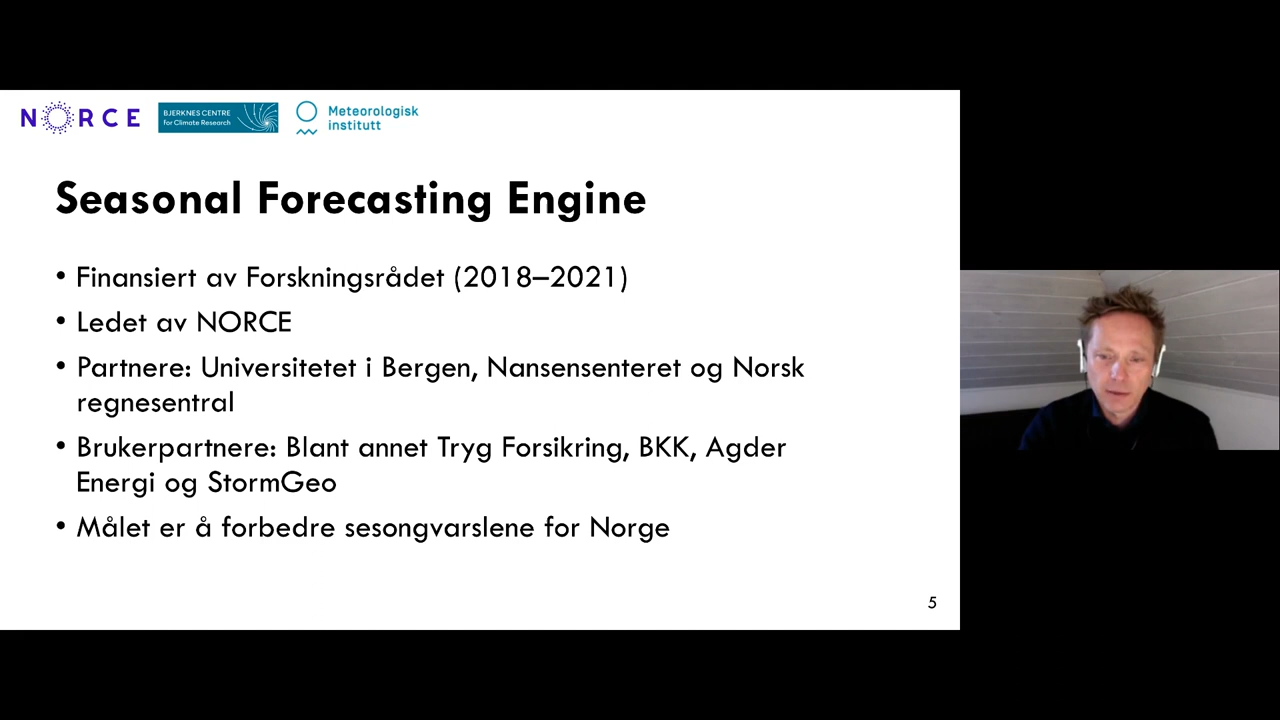 NORCE
BJERKNES CENTRE
for Climate Research
Meteorologisk
institutt
Seasonal Forecasting Engine
• Finansiert av Forskningsrådet (2018–2021)
• Ledet av NORCE
• Partnere: Universitetet i Bergen, Nansensenteret og Norsk
regnesentral
• Brukerpartnere: Blant annet Tryg Forsikring, BKK, Agder
Energi og StormGeo
• Målet er å forbedre sesongvarslene for Norge
5